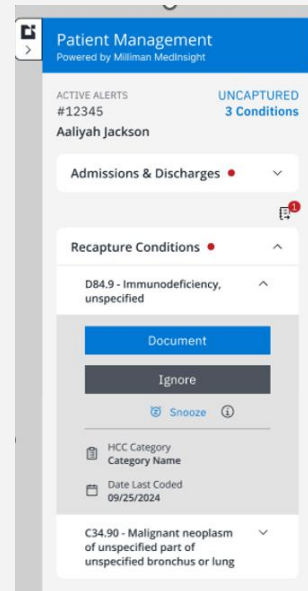 Patient Management
Powered by Milliman MedInsight
ACTIVE ALERTS
UNCAPTURED
#12345
3 Conditions
Aaliyah Jackson
Admissions & Discharges
1
Recapture Conditions
D84.9 - Immunodeficiency,
unspecified
Document
Ignore
Snooze
HCC Category
Category Name
Date Last Coded
09/25/2024
C34.90 - Malignant neoplasm
of unspecified part of
unspecified bronchus or lung